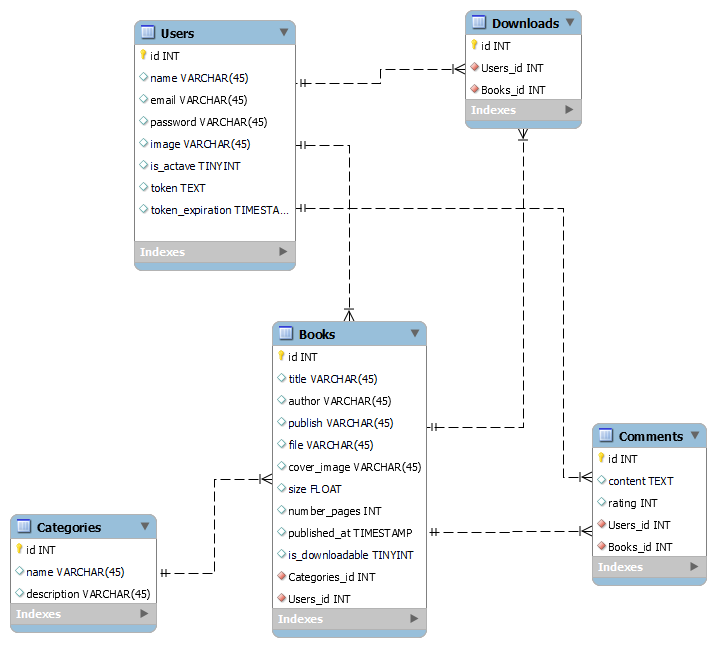 Users
id INT
name VARCHAR(45)
email VARCHAR(45)
password VARCHAR(45)
image VARCHAR(45)
is_actave TINYINT
token TEXT
token_expiration TIMESTA...
Indexes
Downloads
id INT
Users_id INT
Books_id INT
Indexes
Books
id INT
title VARCHAR(45)
author VARCHAR(45)
publish VARCHAR(45)
file VARCHAR(45)
cover_image VARCHAR(45)
size FLOAT
number_pages INT
published_at TIMESTAMP
is_downloadable TINYINT
Categories_id INT
Users_id INT
Indexes
Comments
id INT
content TEXT
rating INT
Users_id INT
Books_id INT
Indexes
Categories
id INT
name VARCHAR(45)
description VARCHAR(45)
Indexes